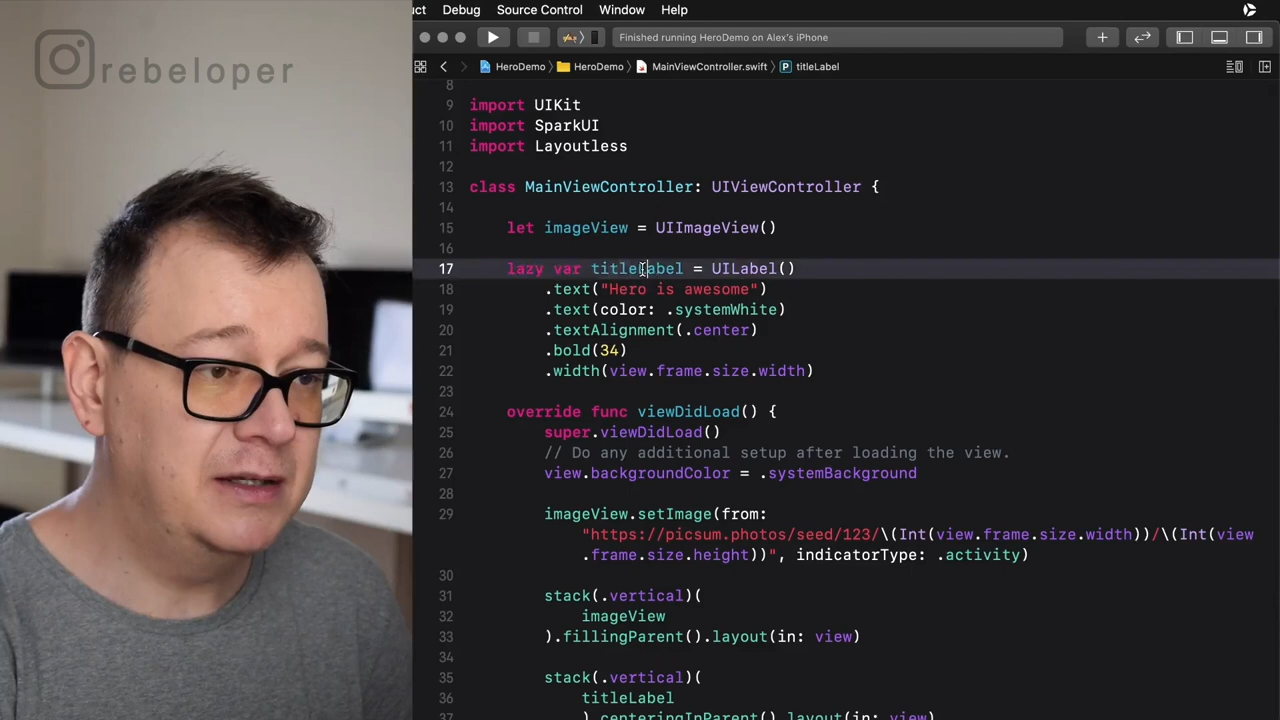 uct Debug Source Control Window Help
rebeloper
Finished running HeroDemo on Alex's iPhone
HeroDemo HeroDemo MainViewController.swift P titleLabel
8
9 import UIKit
10 import SparkUI
11 import Layoutless
12
13 class MainViewController: UIViewController {
14
15 let imageView = UIImageView()
16
17 lazy var titleLabel = UILabel()
18 .text("Hero is awesome")
19 .text(color: .systemWhite)
20 .textAlignment(.center)
21 .bold(34)
22 .width(view.frame.size.width)
23
24 override func viewDidLoad() {
25 super.viewDidLoad()
26 // Do any additional setup after loading the view.
27 view.backgroundColor = .systemBackground
28
29 imageView.setImage(from:
"https://picsum.photos/seed/123/\(Int(view.frame.size.width))/\(Int(view
.frame.size.height))", indicatorType: .activity)
30
31 stack(.vertical)(
32 imageView
33 ).fillingParent().layout(in: view)
34
35 stack(.vertical)(
36 titleLabel
37 ).centeringInParent().layout(in: view)